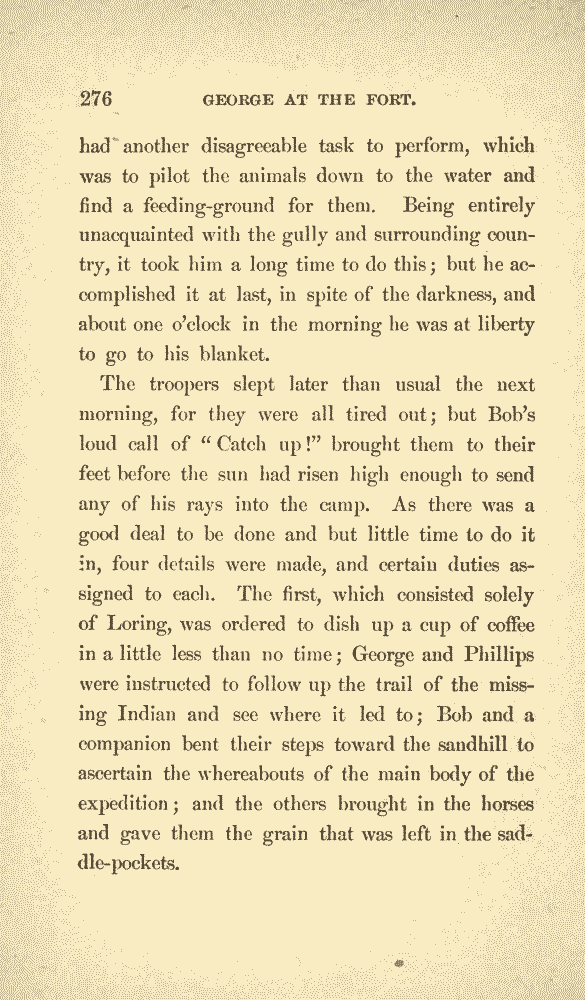 276 GEORGE AT THE FORT.
had another disagreeable task to perform, which
was to pilot the animals down to the water and
find a feeding-ground for them. Being entirely
unacquainted with the gully and surrounding coun-
try, it took him a long time to do this; but he ac-
complished it at last, in spite of the darkness, and
about one o'clock in the morning he was at liberty
to go to his blanket.
The troopers slept later than usual the next
morning, for they were all tired out; but Bob's
loud call of "Catch up!" brought them to their
feet before the sun had risen high enough to send
any of his rays into the camp. As there was a
good deal to be done and but little time to do it
in, four details were made, and certain duties as-
signed to each. The first, which consisted solely
of Loring, was ordered to dish up a cup of coffee
in a little less than no time; George and Phillips
were instructed to follow up the trail of the miss-
ing Indian and see where it led to; Bob and a
companion bent their steps toward the sandhill to
ascertain the whereabouts of the main body of the
expedition; and the others brought in the horses
and gave them the grain that was left in the sad-
dle-pockets.